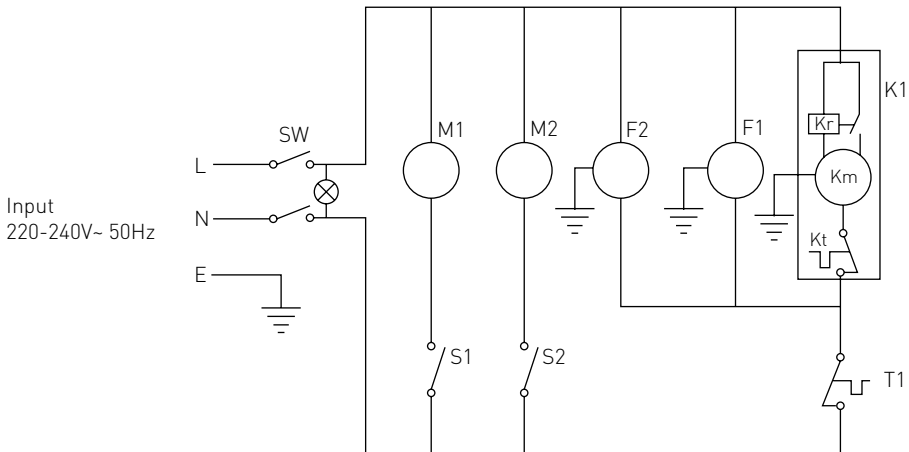 K1
SW
M1
M2
F2
F1
Kr
L
Km
Input
220-240V~ 50Hz
N
Kt
E
S1
S2
T1